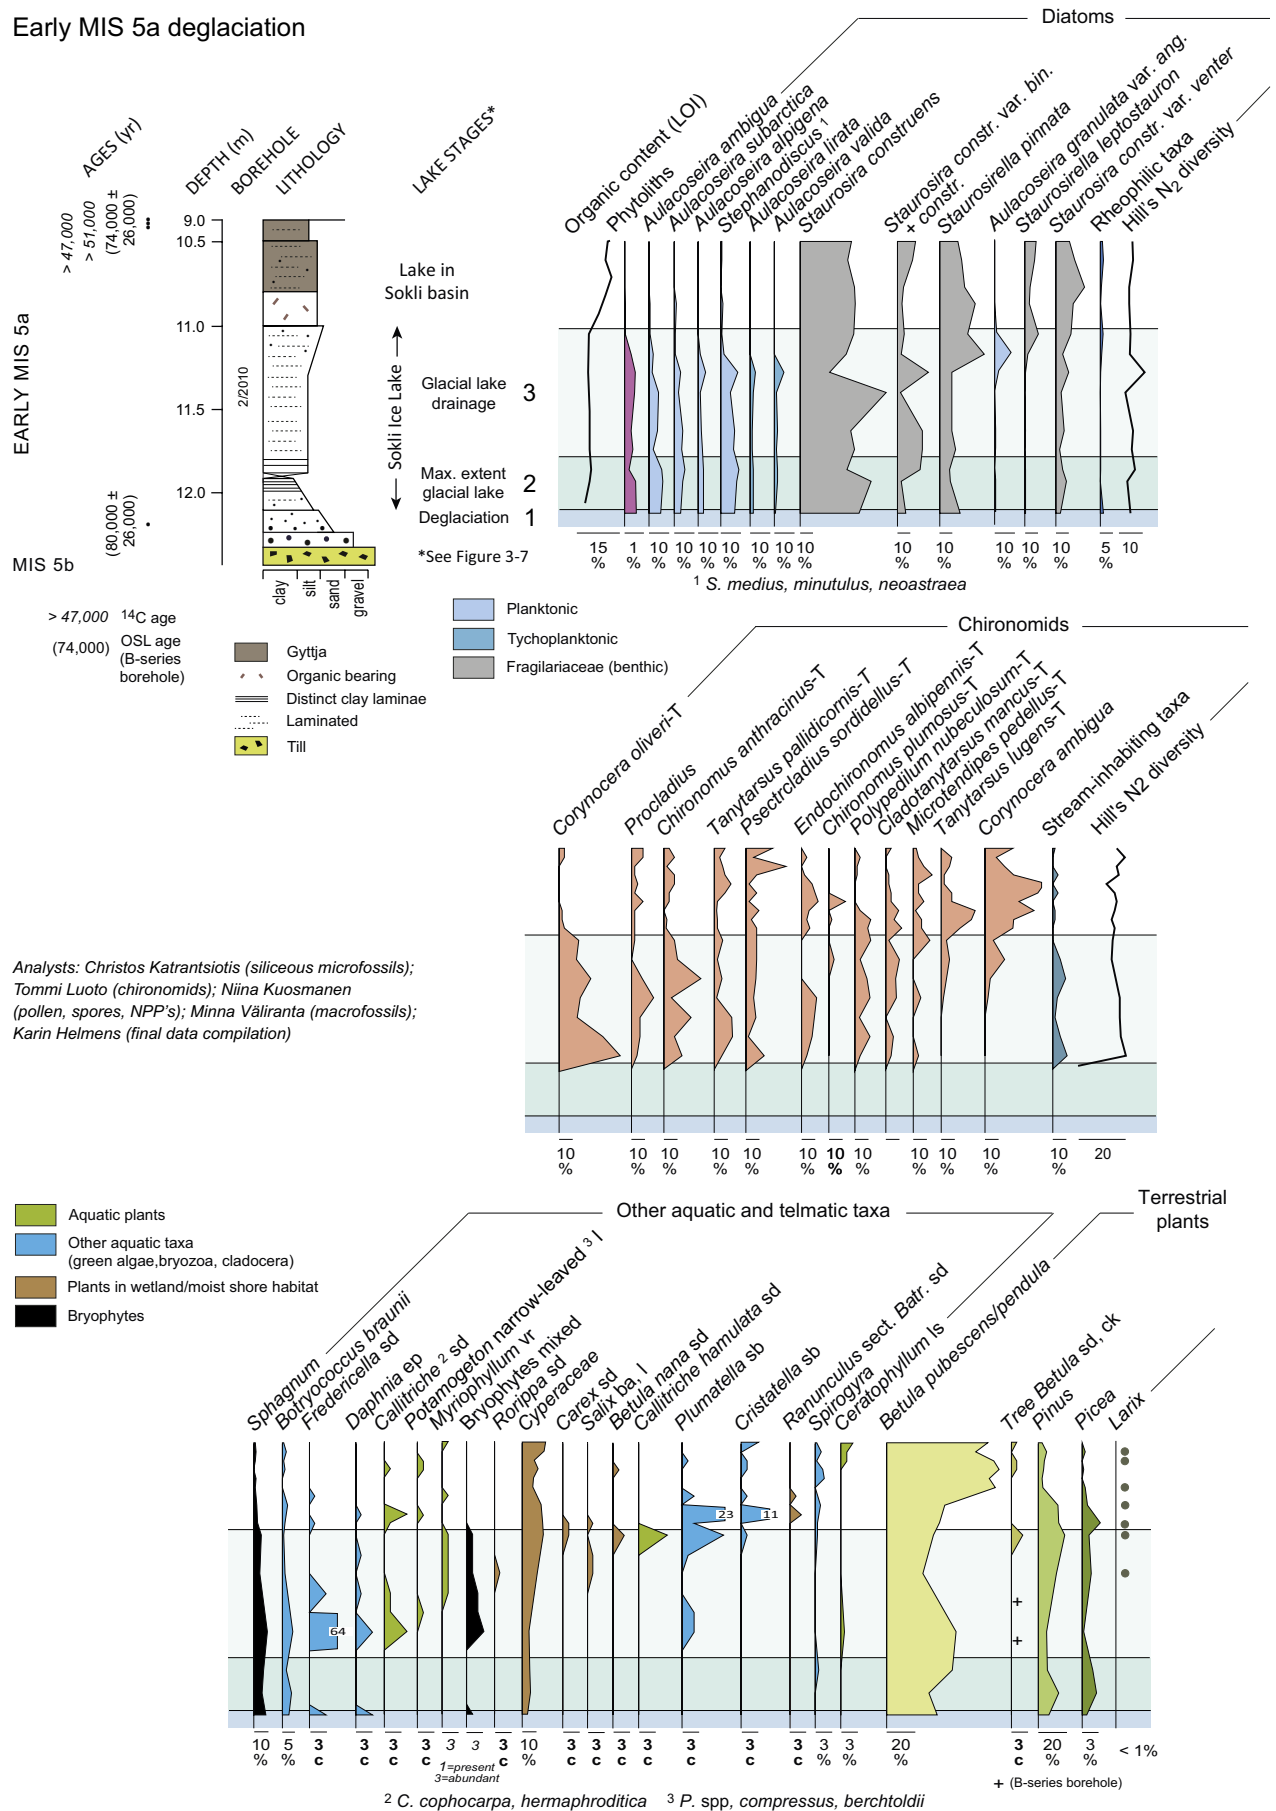 Early MIS 5a deglaciation
Diatoms
AGES (yr)
DEPTH (m)
BOREHOLE
LITHOLOGY
LAKE STAGES*
Organic content (LOI)
Phytoliths
Aulacoseira ambigua
Aulacoseira subarctica
Aulacoseira alpigena
Stephanodiscus 1
Aulacoseira lirata
Aulacoseira valida
Staurosira construens
Staurosira constr. var. bin.
+ constr.
Staurosirella pinnata
Aulacoseira granulata var. ang.
Staurosirella leptostauron
Staurosira constr. var. venter
Rheophilic taxa
Hill's N2 diversity
> 47,000
> 51,000
(74,000 ±
26,000)
9.0
10.5
11.0
11.5
12.0
2/2010
EARLY MIS 5a
(80,000 ±
26,000)
MIS 5b
Lake in
Sokli basin
Sokli Ice Lake
Glacial lake
drainage
3
Max. extent
glacial lake
2
Deglaciation
1
*See Figure 3-7
clay
silt
sand
gravel
15 1 10 10 10 10 10 10 10 10 10 10 10 10 5 10
% % % % % % % % % % % % % % %
1 S. medius, minutulus, neoastraea
> 47,000 14C age
(74,000) OSL age
(B-series
borehole)
Gyttja
Organic bearing
Distinct clay laminae
Laminated
Till
Planktonic
Tychoplanktonic
Fragilariaceae (benthic)
Chironomids
Corynocera oliveri-T
Procladius
Chironomus anthracinus-T
Tanytarsus pallidicornis-T
Psectrcladius sordidellus-T
Endochironomus albipennis-T
Chironomus plumosus-T
Polypedilum nubeculosum-T
Cladotanytarsus mancus-T
Microtendipes pedellus-T
Tanytarsus lugens-T
Corynocera ambigua
Stream-inhabiting taxa
Hill's N2 diversity
Analysts: Christos Katrantsiotis (siliceous microfossils);
Tommi Luoto (chironomids); Niina Kuosmanen
(pollen, spores, NPP's); Minna Väliranta (macrofossils);
Karin Helmens (final data compilation)
10 10 10 10 10 10 10 10 10 10 10 10 20
% % % % % % % % % % % %
Aquatic plants
Other aquatic taxa
(green algae,bryozoa, cladocera)
Plants in wetland/moist shore habitat
Bryophytes
Other aquatic and telmatic taxa
Terrestrial
plants
Sphagnum
Botryococcus braunii
Fredericella sd
Daphnia ep
Callitriche 2 sd
Potamogeton narrow-leaved 3 l
Myriophyllum vr
Bryophytes mixed
Rorippa sd
Cyperaceae
Carex sd
Salix ba, l
Betula nana sd
Callitriche hamulata sd
Plumatella sb
Cristatella sb
Ranunculus sect. Batr. sd
Spirogyra
Ceratophyllum ls
Betula pubescens/pendula
Tree Betula sd, ck
Pinus
Picea
Larix
23
11
64
+
+
10 5 3 3 3 3 3 3 3 10 3 3 3 3 3 3 3 3 3 20 3 20 3 < 1%
% % c c c c c % c c c c c c c % % % c % %
1=present
3=abundant
+ (B-series borehole)
2 C. cophocarpa, hermaphroditica 3 P. spp, compressus, berchtoldii